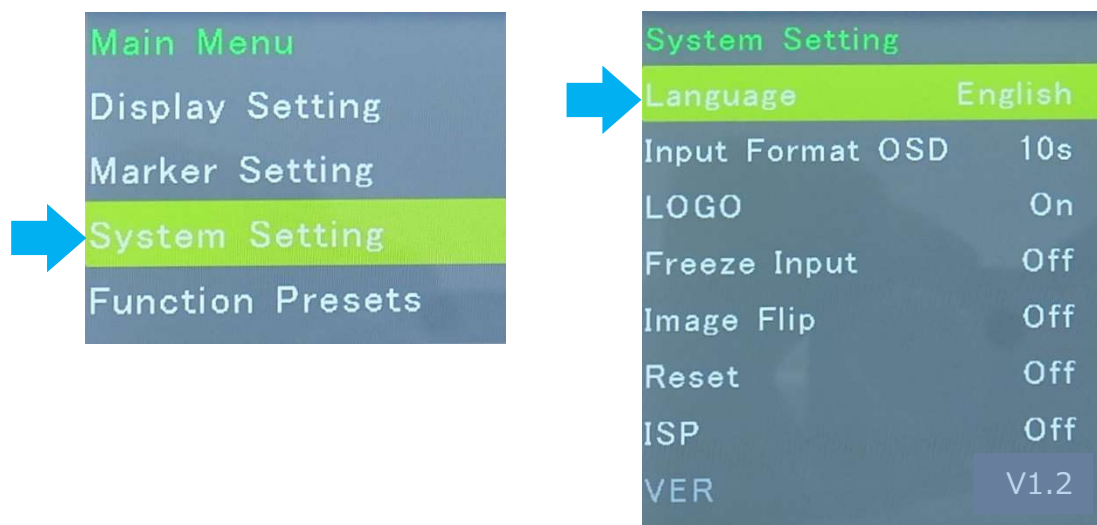 Main Menu
Display Setting
Marker Setting
System Setting
Function Presets
System Setting
Language English
Input Format OSD 10s
LOGO On
Freeze Input Off
Image Flip Off
Reset Off
ISP Off
VER V1.2